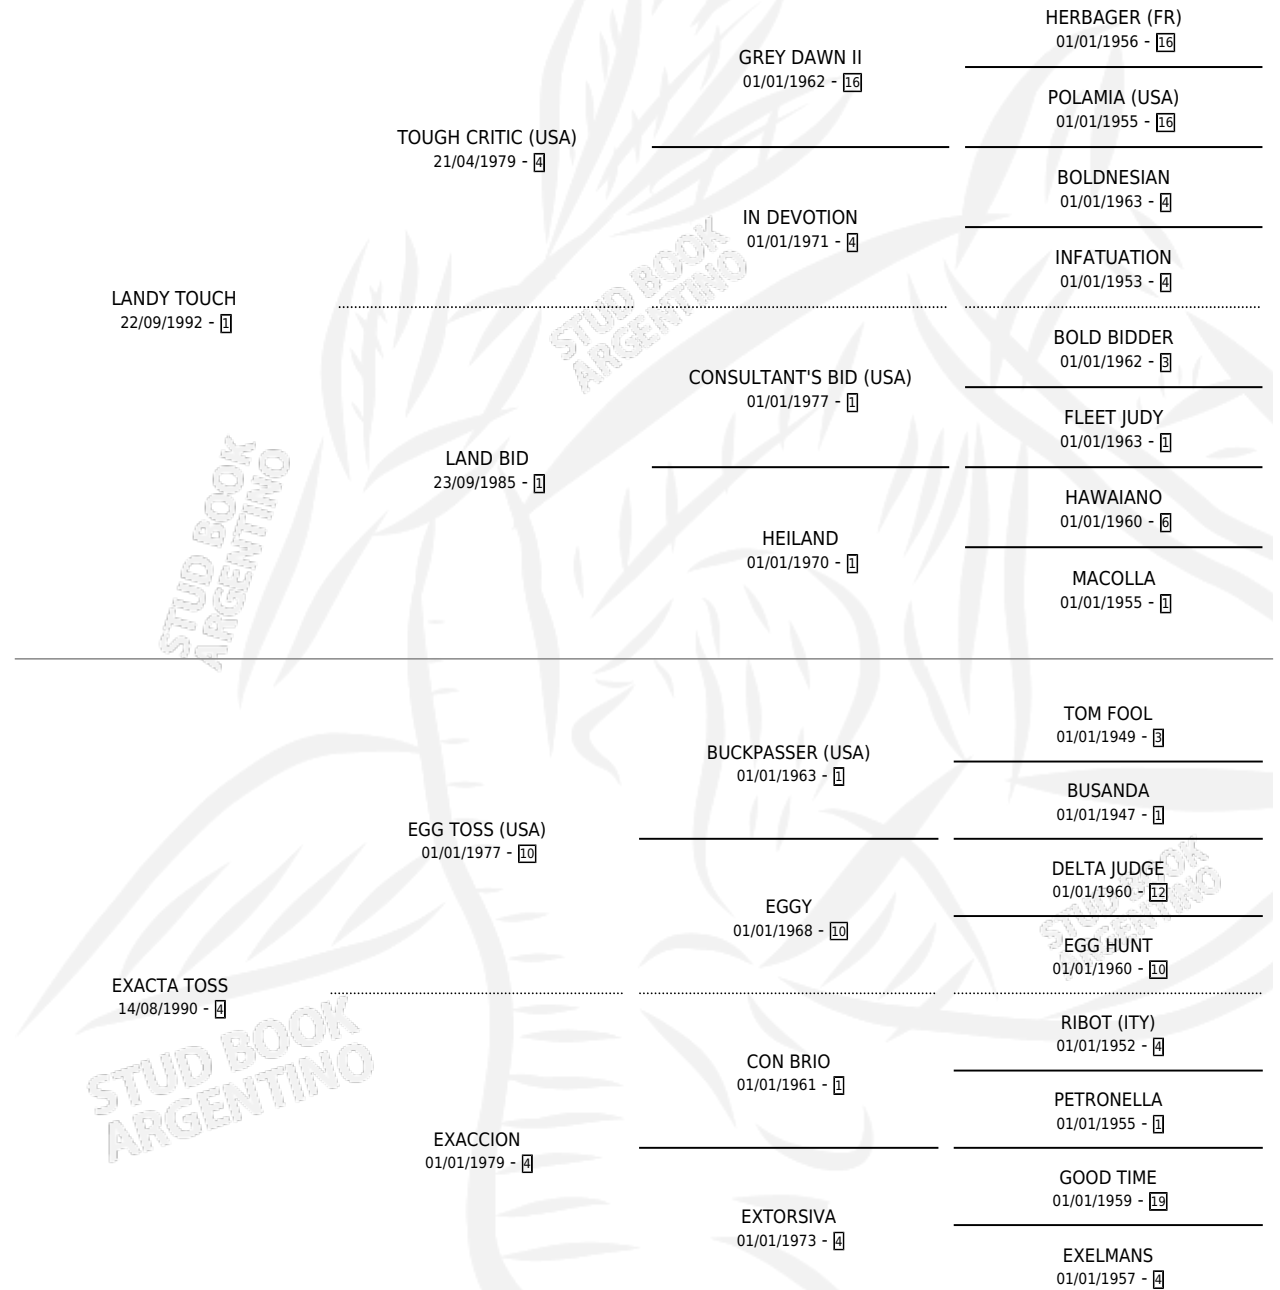 HERBAGER (FR)
01/01/1956 - 16
GREY DAWN II
01/01/1962 - 16
POLAMIA (USA)
01/01/1955 - 16
TOUGH CRITIC (USA)
21/04/1979 - 4
BOLDNESIAN
01/01/1963 - 4
IN DEVOTION
01/01/1971 - 4
INFATUATION
01/01/1953 - 4
LANDY TOUCH
22/09/1992 - 1
STUD BOOK
ARGENTINO
BOLD BIDDER
01/01/1962 - 3
CONSULTANT'S BID (USA)
01/01/1977 - 1
FLEET JUDY
01/01/1963 - 1
LAND BID
23/09/1985 - 1
HAWAIANO
01/01/1960 - 6
HEILAND
01/01/1970 - 1
MACOLLA
01/01/1955 - 1
STUD BOOK
ARGENTINO
TOM FOOL
01/01/1949 - 3
BUCKPASSER (USA)
01/01/1963 - 1
BUSANDA
01/01/1947 - 1
EGG TOSS (USA)
01/01/1977 - 10
DELTA JUDGE
01/01/1960 - 12
EGGY
01/01/1968 - 10
STUD BOOK
ARGENTINO
EGG HUNT
01/01/1960 - 10
EXACTA TOSS
14/08/1990 - 4
RIBOT (ITY)
01/01/1952 - 4
CON BRIO
01/01/1961 - 1
STUD BOOK
ARGENTINO
PETRONELLA
01/01/1955 - 1
EXACCION
01/01/1979 - 4
GOOD TIME
01/01/1959 - 19
EXTORSIVA
01/01/1973 - 4
EXELMANS
01/01/1957 - 4